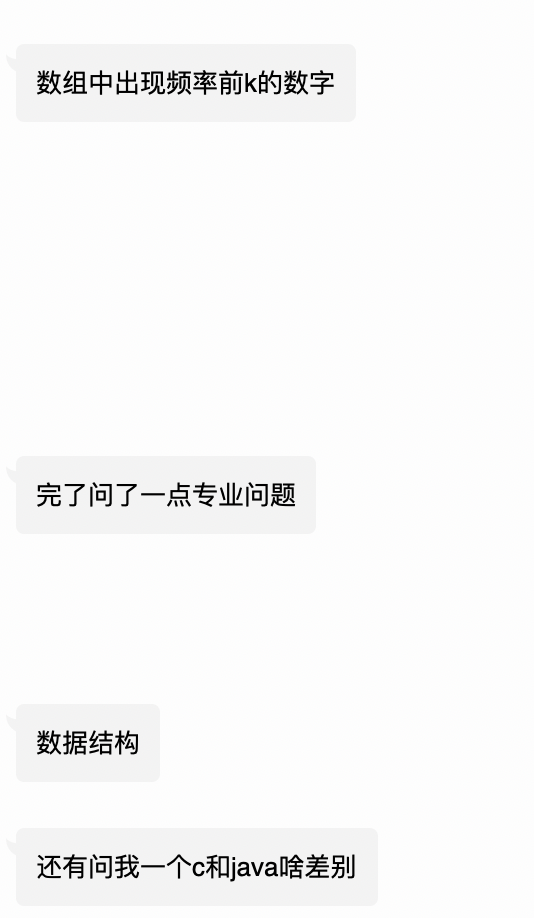 数组中出现频率前k的数字
完了问了一点专业问题
数据结构
还有问我一个c和java啥差别